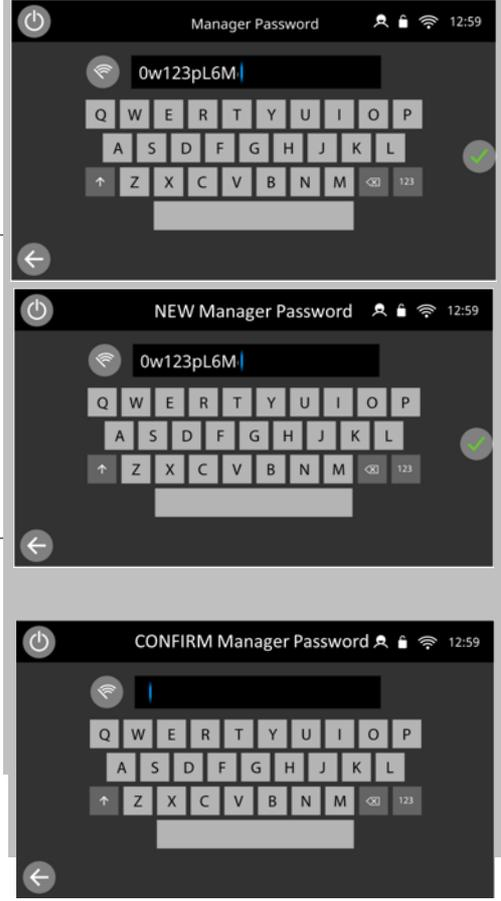 Manager Password 12:59
0w123pL6M
Q W E R T Y U I O P
A S D F G H J K L
Z X C V B N M 123
NEW Manager Password 12:59
0w123pL6M
Q W E R T Y U I O P
A S D F G H J K L
Z X C V B N M 123
CONFIRM Manager Password 12:59
Q W E R T Y U I O P
A S D F G H J K L
Z X C V B N M 123